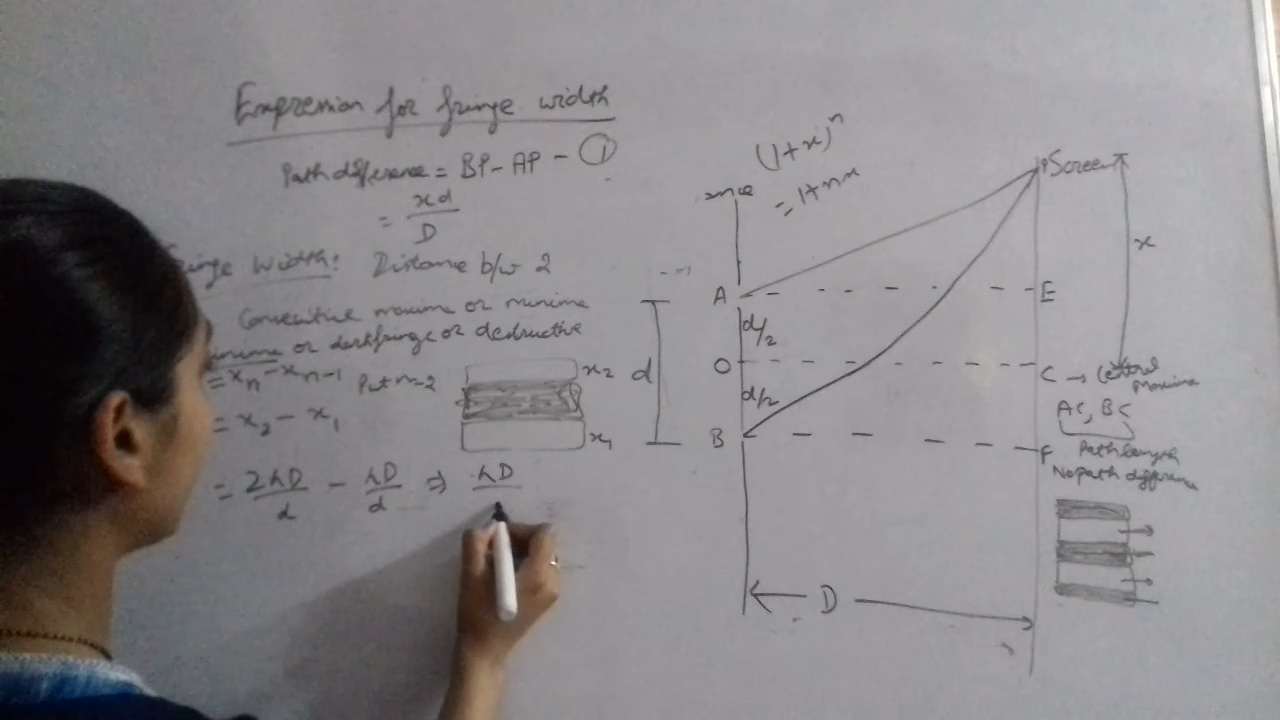 Expression for fringe width
Path difference = BP - AP - ①
= xd/D
Fringe Width: Distance b/w 2
Consecutive maxima or minima
or darkfringe or destructive
= xn - xn-1 Put n=2
= x2 - x1
= 2λD/d - λD/d ⇒ λD
x2
x1
d
(1+x)^n
= 1+nx
A
d/2
O
d/2
B
P Screen
x
E
C → Central
Maxima
AC, BC
F Path length
No path difference
D